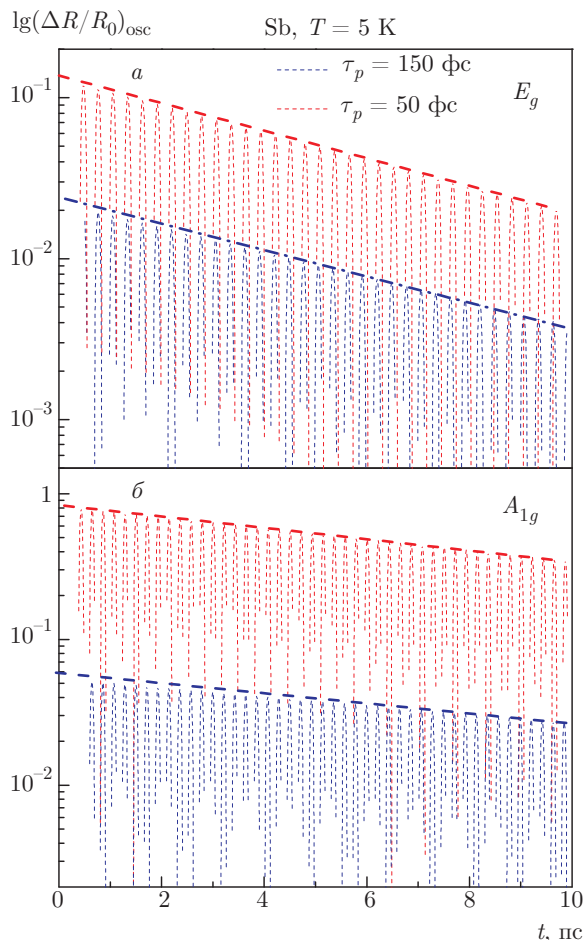 lg(ΔR/R₀)osc Sb, T = 5 K
a τp = 150 фс
10⁻¹ τp = 50 фс Eg
10⁻²
10⁻³
1 б A1g
10⁻¹
10⁻²
0 2 4 6 8 10
t, пс